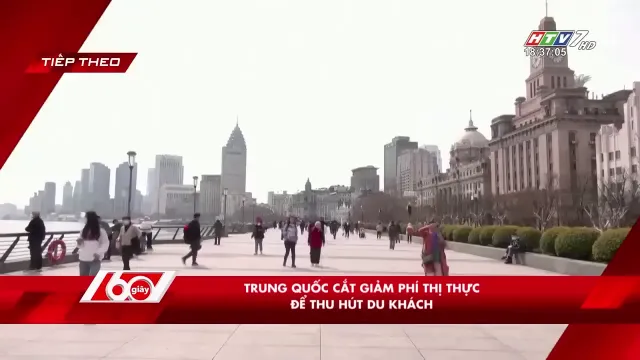 TIẾP THEO
HTV7 HD
18:37:05
60 giây
TRUNG QUỐC CẮT GIẢM PHÍ THỊ THỰC
ĐỂ THU HÚT DU KHÁCH